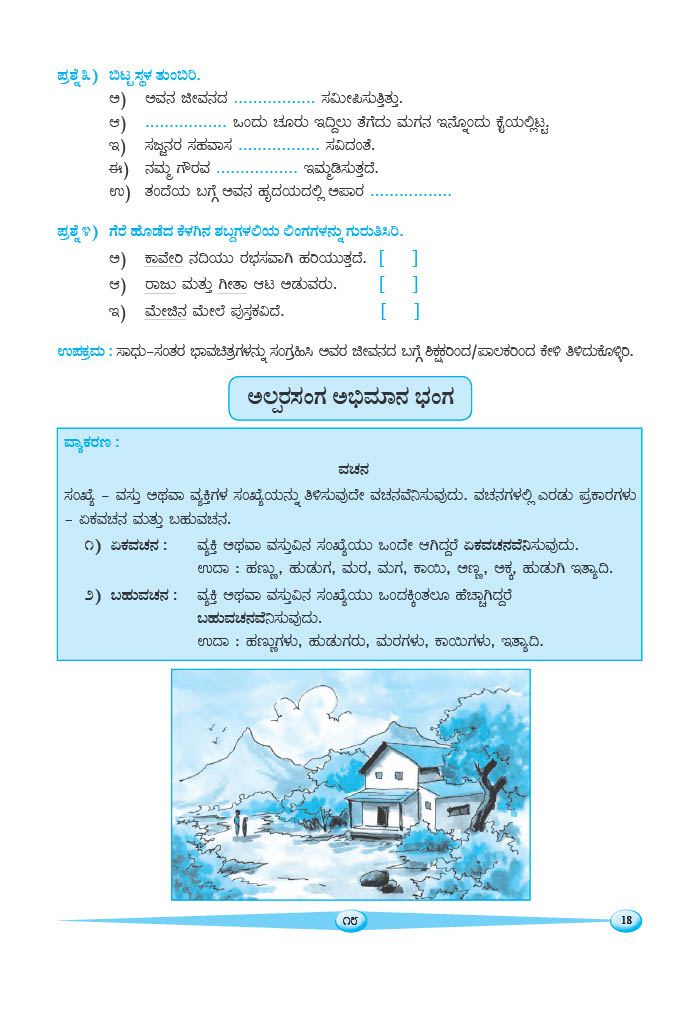 ಪ್ರಶ್ನೆ ೩) ಬಿಟ್ಟ ಸ್ಥಳ ತುಂಬಿರಿ.
ಅ) ಅವನ ಜೀವನದ ................. ಸಮೀಪಿಸುತ್ತಿತ್ತು.
ಆ) ................. ಒಂದು ಚೂರು ಇದ್ದಿಲು ತೆಗೆದು ಮಗನ ಇನ್ನೊಂದು ಕೈಯಲ್ಲಿಟ್ಟ.
ಇ) ಸಜ್ಜನರ ಸಹವಾಸ ................. ಸವಿದಂತೆ.
ಈ) ನಮ್ಮ ಗೌರವ ................. ಇಮ್ಮಡಿಸುತ್ತದೆ.
ಉ) ತಂದೆಯ ಬಗ್ಗೆ ಅವನ ಹೃದಯದಲ್ಲಿ ಅಪಾರ .................
ಪ್ರಶ್ನೆ ೪) ಗೆರೆ ಹೊಡೆದ ಕೆಳಗಿನ ಶಬ್ದಗಳಲಿಯ ಲಿಂಗಗಳನ್ನು ಗುರುತಿಸಿರಿ.
ಅ) ಕಾವೇರಿ ನದಿಯು ರಭಸವಾಗಿ ಹರಿಯುತ್ತದೆ. [ ]
ಆ) ರಾಜು ಮತ್ತು ಗೀತಾ ಆಟ ಆಡುವರು. [ ]
ಇ) ಮೇಜಿನ ಮೇಲೆ ಪುಸ್ತಕವಿದೆ. [ ]
ಉಪಕ್ರಮ : ಸಾಧು-ಸಂತರ ಭಾವಚಿತ್ರಗಳನ್ನು ಸಂಗ್ರಹಿಸಿ ಅವರ ಜೀವನದ ಬಗ್ಗೆ ಶಿಕ್ಷಕರಿಂದ/ಪಾಲಕರಿಂದ ಕೇಳಿ ತಿಳಿದುಕೊಳ್ಳಿರಿ.
ಅಲ್ಪರಸಂಗ ಅಭಿಮಾನ ಭಂಗ
ವ್ಯಾಕರಣ :
ವಚನ
ಸಂಖ್ಯೆ – ವಸ್ತು ಅಥವಾ ವ್ಯಕ್ತಿಗಳ ಸಂಖ್ಯೆಯನ್ನು ತಿಳಿಸುವುದೇ ವಚನವೆನಿಸುವುದು. ವಚನಗಳಲ್ಲಿ ಎರಡು ಪ್ರಕಾರಗಳು
– ಏಕವಚನ ಮತ್ತು ಬಹುವಚನ.
೧) ಏಕವಚನ : ವ್ಯಕ್ತಿ ಅಥವಾ ವಸ್ತುವಿನ ಸಂಖ್ಯೆಯು ಒಂದೇ ಆಗಿದ್ದರೆ ಏಕವಚನವೆನಿಸುವುದು.
ಉದಾ : ಹಣ್ಣು, ಹುಡುಗ, ಮರ, ಮಗ, ಕಾಯಿ, ಅಣ್ಣ, ಅಕ್ಕ, ಹುಡುಗಿ ಇತ್ಯಾದಿ.
೨) ಬಹುವಚನ : ವ್ಯಕ್ತಿ ಅಥವಾ ವಸ್ತುವಿನ ಸಂಖ್ಯೆಯು ಒಂದಕ್ಕಿಂತಲೂ ಹೆಚ್ಚಾಗಿದ್ದರೆ
ಬಹುವಚನವೆನಿಸುವುದು.
ಉದಾ : ಹಣ್ಣುಗಳು, ಹುಡುಗರು, ಮರಗಳು, ಕಾಯಿಗಳು, ಇತ್ಯಾದಿ.
೧೮
18